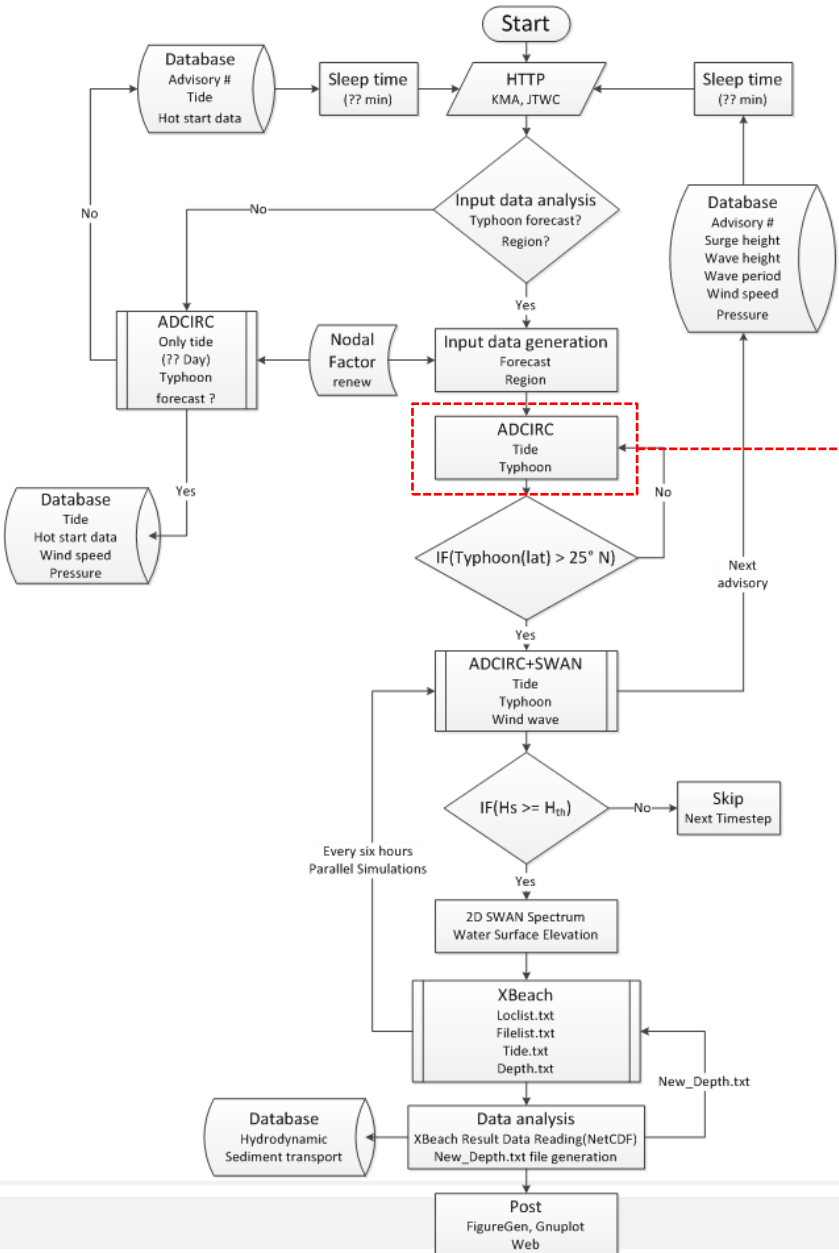 Start
Database
Advisory #
Tide
Hot start data
Sleep time
(?? min)
HTTP
KMA, JTWC
Sleep time
(?? min)
Input data analysis
Typhoon forecast?
Region?
No
No
Yes
Database
Advisory #
Surge height
Wave height
Wave period
Wind speed
Pressure
ADCIRC
Only tide
(?? Day)
Typhoon
forecast ?
Nodal
Factor
renew
Input data generation
Forecast
Region
ADCIRC
Tide
Typhoon
No
Yes
Database
Tide
Hot start data
Wind speed
Pressure
IF(Typhoon(lat) > 25° N)
Next
advisory
Yes
ADCIRC+SWAN
Tide
Typhoon
Wind wave
IF(Hs >= Hth)
No
Skip
Next Timestep
Every six hours
Parallel Simulations
Yes
2D SWAN Spectrum
Water Surface Elevation
XBeach
Loclist.txt
Filelist.txt
Tide.txt
Depth.txt
New_Depth.txt
Database
Hydrodynamic
Sediment transport
Data analysis
XBeach Result Data Reading(NetCDF)
New_Depth.txt file generation
Post
FigureGen, Gnuplot
Web